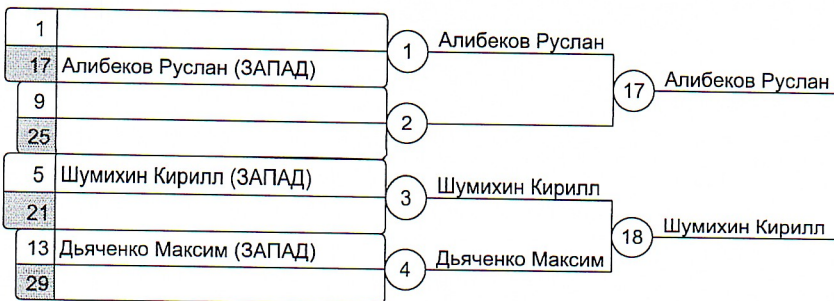 1
17 Алибеков Руслан (ЗАПАД)
1 Алибеков Руслан
9
25
2
17 Алибеков Руслан
5 Шумихин Кирилл (ЗАПАД)
21
3 Шумихин Кирилл
13 Дьяченко Максим (ЗАПАД)
29
4 Дьяченко Максим
18 Шумихин Кирилл